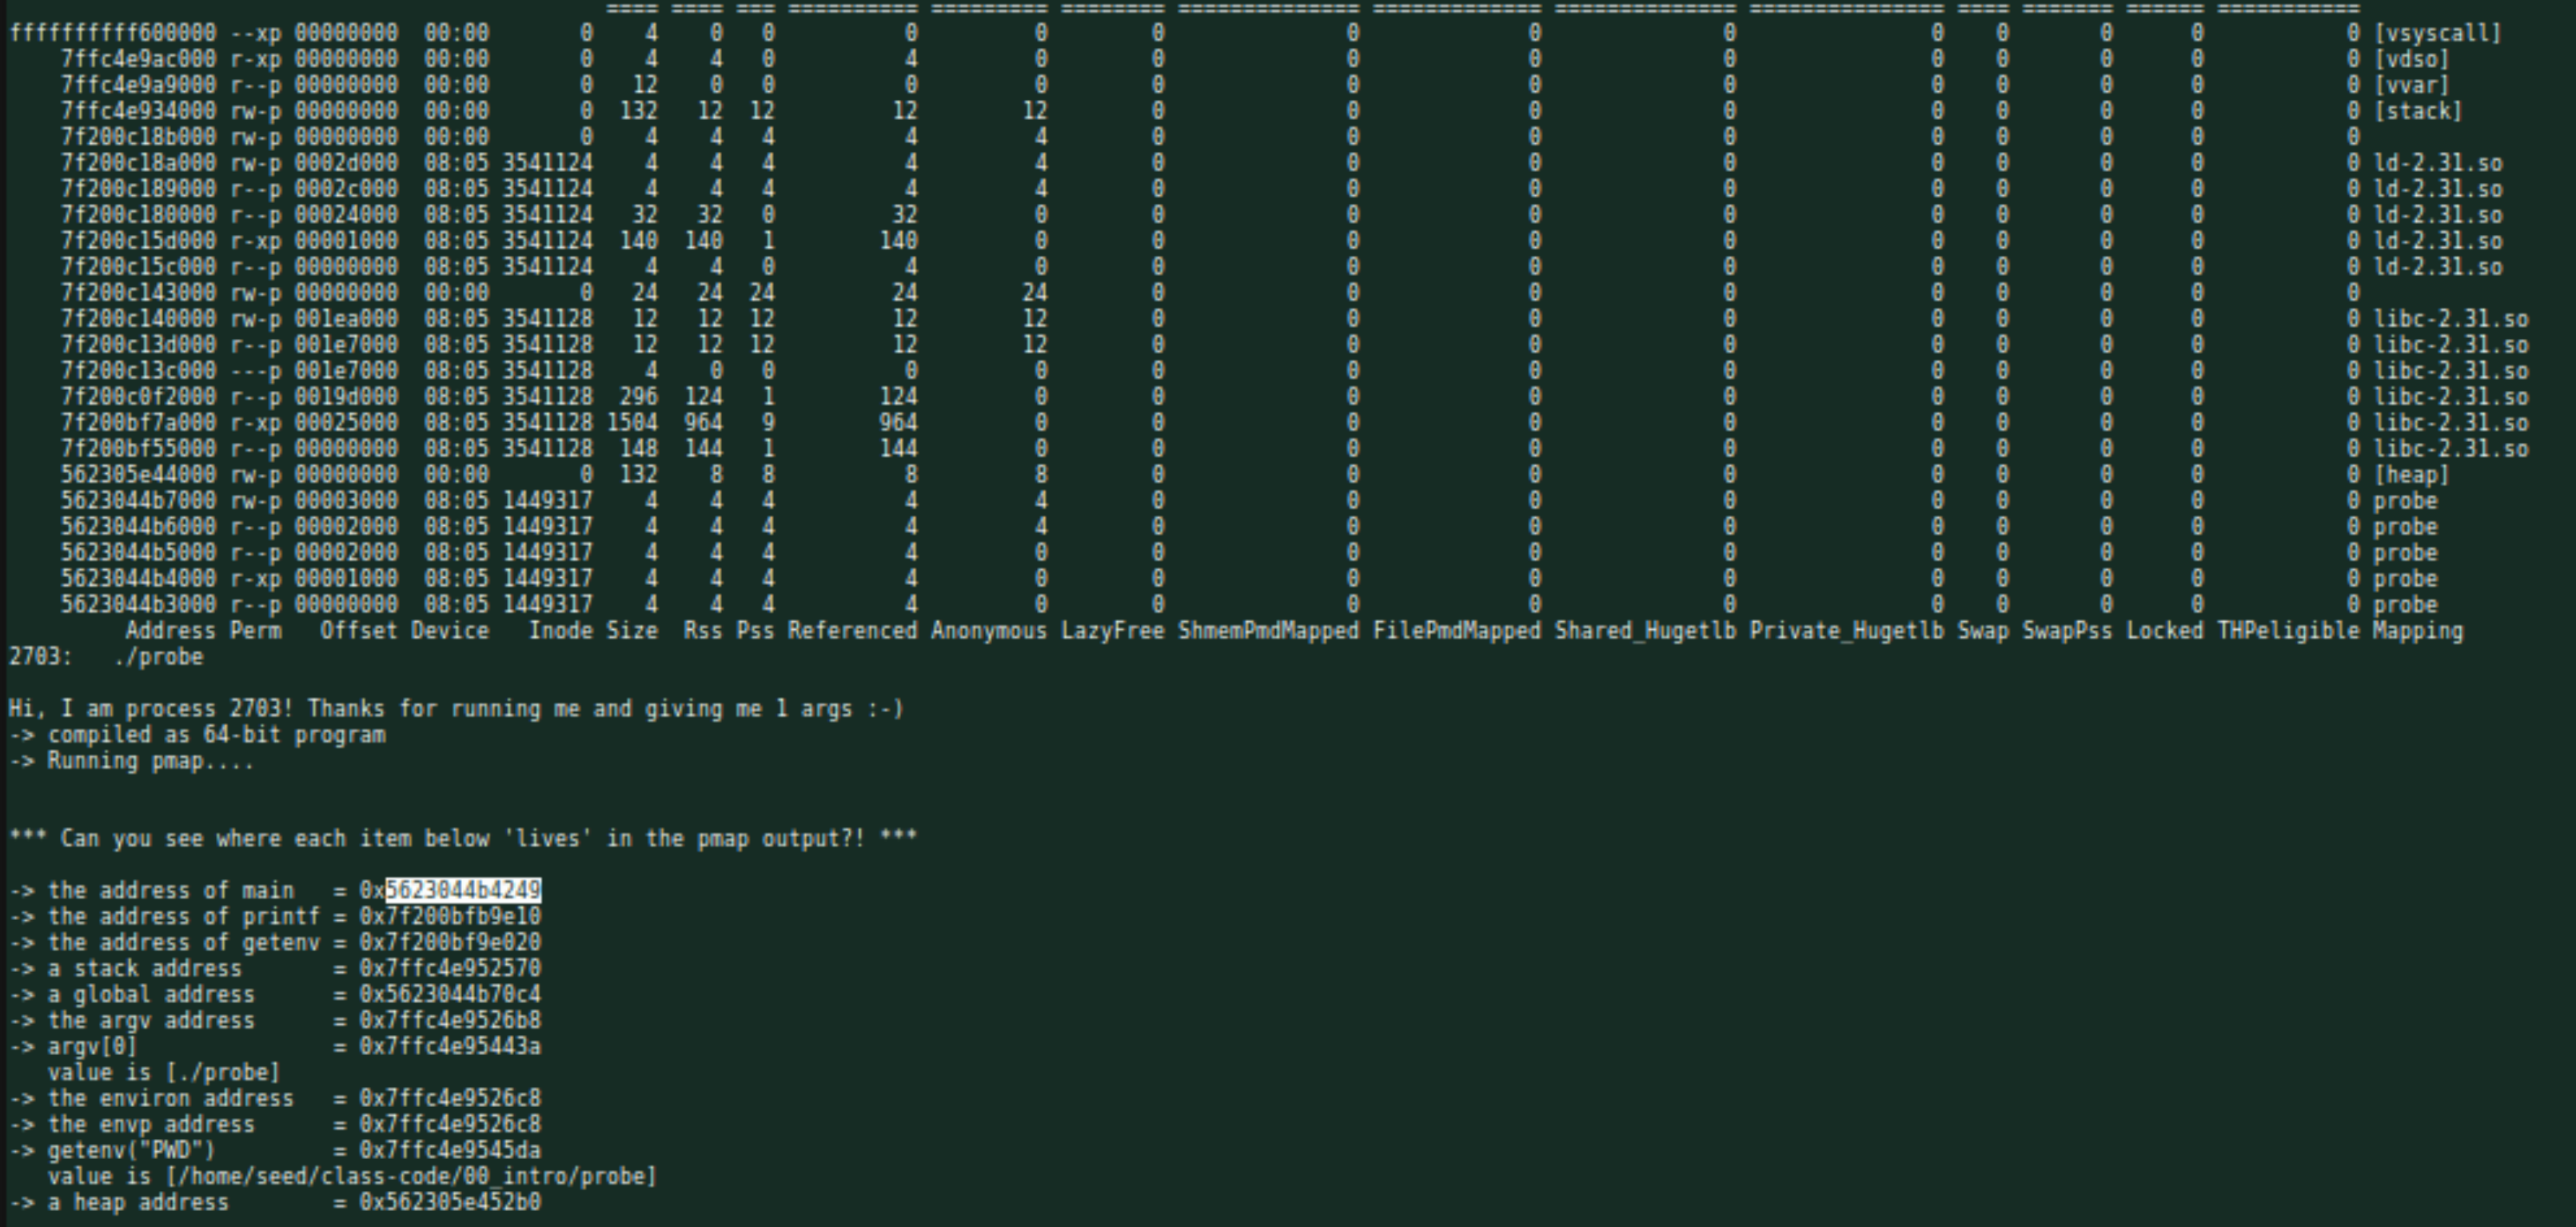 ==== ==== === ========== ========= ======== ============== ============= ============== =============== ==== ======= ====== ===========
ffffffffff600000 --xp 00000000  00:00       0    4    0   0          0         0        0              0             0              0               0    0       0      0           0 [vsyscall]
    7ffc4e9ac000 r-xp 00000000  00:00       0    4    4   0          4         0        0              0             0              0               0    0       0      0           0 [vdso]
    7ffc4e9a9000 r--p 00000000  00:00       0   12    0   0          0         0        0              0             0              0               0    0       0      0           0 [vvar]
    7ffc4e934000 rw-p 00000000  00:00       0  132   12  12         12        12        0              0             0              0               0    0       0      0           0 [stack]
    7f200c18b000 rw-p 00000000  00:00       0    4    4   4          4         4        0              0             0              0               0    0       0      0           0
    7f200c18a000 rw-p 0002d000  08:05 3541124    4    4   4          4         4        0              0             0              0               0    0       0      0           0 ld-2.31.so
    7f200c189000 r--p 0002c000  08:05 3541124    4    4   4          4         4        0              0             0              0               0    0       0      0           0 ld-2.31.so
    7f200c180000 r--p 00024000  08:05 3541124   32   32   0         32         0        0              0             0              0               0    0       0      0           0 ld-2.31.so
    7f200c15d000 r-xp 00001000  08:05 3541124  140  140   1        140         0        0              0             0              0               0    0       0      0           0 ld-2.31.so
    7f200c15c000 r--p 00000000  08:05 3541124    4    4   0          4         0        0              0             0              0               0    0       0      0           0 ld-2.31.so
    7f200c143000 rw-p 00000000  00:00       0   24   24  24         24        24        0              0             0              0               0    0       0      0           0
    7f200c140000 rw-p 001ea000  08:05 3541128   12   12  12         12        12        0              0             0              0               0    0       0      0           0 libc-2.31.so
    7f200c13d000 r--p 001e7000  08:05 3541128   12   12  12         12        12        0              0             0              0               0    0       0      0           0 libc-2.31.so
    7f200c13c000 ---p 001e7000  08:05 3541128    4    0   0          0         0        0              0             0              0               0    0       0      0           0 libc-2.31.so
    7f200c0f2000 r--p 0019d000  08:05 3541128  296  124   1        124         0        0              0             0              0               0    0       0      0           0 libc-2.31.so
    7f200bf7a000 r-xp 00025000  08:05 3541128 1504  964   9        964         0        0              0             0              0               0    0       0      0           0 libc-2.31.so
    7f200bf55000 r--p 00000000  08:05 3541128  148  144   1        144         0        0              0             0              0               0    0       0      0           0 libc-2.31.so
    562305e44000 rw-p 00000000  00:00       0  132    8   8          8         8        0              0             0              0               0    0       0      0           0 [heap]
    5623044b7000 rw-p 00003000  08:05 1449317    4    4   4          4         4        0              0             0              0               0    0       0      0           0 probe
    5623044b6000 r--p 00002000  08:05 1449317    4    4   4          4         4        0              0             0              0               0    0       0      0           0 probe
    5623044b5000 r--p 00002000  08:05 1449317    4    4   4          4         0        0              0             0              0               0    0       0      0           0 probe
    5623044b4000 r-xp 00001000  08:05 1449317    4    4   4          4         0        0              0             0              0               0    0       0      0           0 probe
    5623044b3000 r--p 00000000  08:05 1449317    4    4   4          4         0        0              0             0              0               0    0       0      0           0 probe
         Address Perm   Offset Device   Inode Size  Rss Pss Referenced Anonymous LazyFree ShmemPmdMapped FilePmdMapped Shared_Hugetlb Private_Hugetlb Swap SwapPss Locked THPeligible Mapping
2703:   ./probe
Hi, I am process 2703! Thanks for running me and giving me 1 args :-)
-> compiled as 64-bit program
-> Running pmap....
*** Can you see where each item below 'lives' in the pmap output?! ***
-> the address of main   = 0x5623044b4249
-> the address of printf = 0x7f200bfb9e10
-> the address of getenv = 0x7f200bf9e020
-> a stack address       = 0x7ffc4e952570
-> a global address      = 0x5623044b70c4
-> the argv address      = 0x7ffc4e9526b8
-> argv[0]               = 0x7ffc4e95443a
   value is [./probe]
-> the environ address   = 0x7ffc4e9526c8
-> the envp address      = 0x7ffc4e9526c8
-> getenv("PWD")         = 0x7ffc4e9545da
   value is [/home/seed/class-code/00_intro/probe]
-> a heap address        = 0x562305e452b0